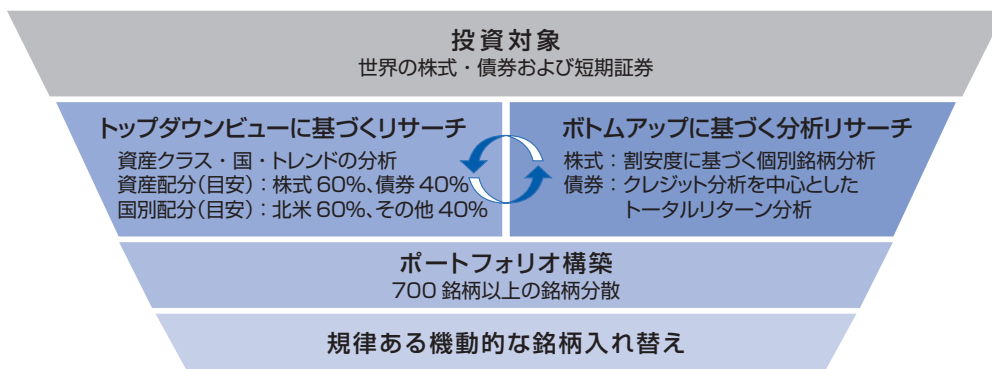 投資対象
世界の株式・債券および短期証券
トップダウンビューに基づくリサーチ
資産クラス・国・トレンドの分析
資産配分(目安):株式 60%、債券 40%
国別配分(目安):北米 60%、その他 40%
ボトムアップに基づく分析リサーチ
株式:割安度に基づく個別銘柄分析
債券:クレジット分析を中心とした
トータルリターン分析
ポートフォリオ構築
700 銘柄以上の銘柄分散
規律ある機動的な銘柄入れ替え